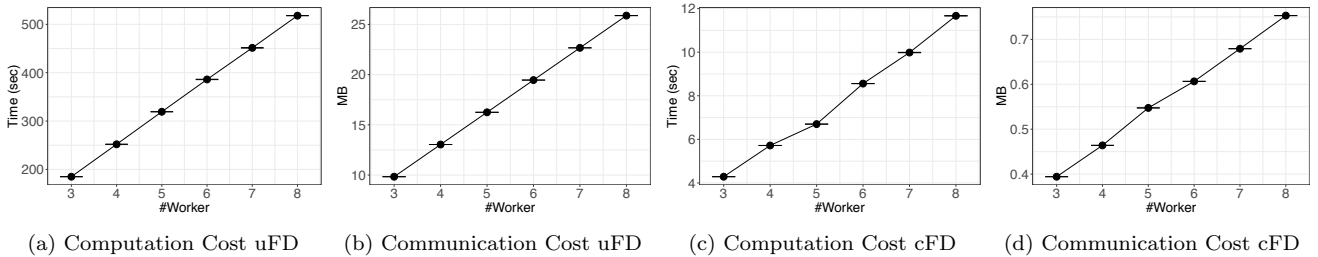 Time (sec)
500
400
300
200
3 4 5 6 7 8
#Worker
(a) Computation Cost uFD
MB
25
20
15
10
3 4 5 6 7 8
#Worker
(b) Communication Cost uFD
Time (sec)
12
10
8
6
4
3 4 5 6 7 8
#Worker
(c) Computation Cost cFD
MB
0.7
0.6
0.5
0.4
3 4 5 6 7 8
#Worker
(d) Communication Cost cFD